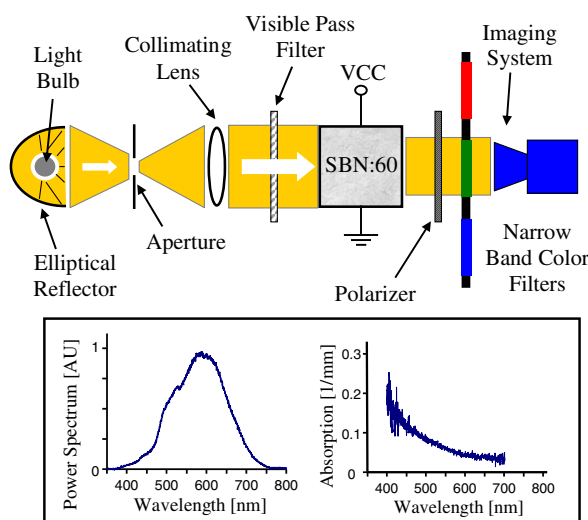 Light
Bulb
Collimating
Lens
Visible Pass
Filter
VCC
Imaging
System
SBN:60
Aperture
Elliptical
Reflector
Polarizer
Narrow
Band Color
Filters
Power Spectrum [AU]
1
0
400 500 600 700 800
Wavelength [nm]
Absorption [1/mm]
0.3
0.2
0.1
0
400 500 600 700 800
Wavelength [nm]